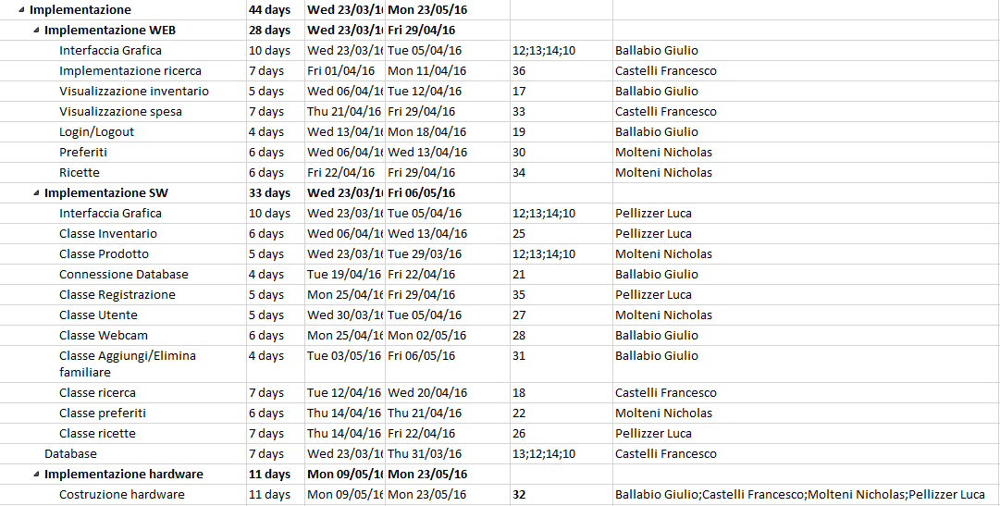 Implementazione 44 days Wed 23/03/16 Mon 23/05/16
Implementazione WEB 28 days Wed 23/03/16 Fri 29/04/16
Interfaccia Grafica 10 days Wed 23/03/16 Tue 05/04/16 12;13;14;10 Ballabio Giulio
Implementazione ricerca 7 days Fri 01/04/16 Mon 11/04/16 36 Castelli Francesco
Visualizzazione inventario 5 days Wed 06/04/16 Tue 12/04/16 17 Ballabio Giulio
Visualizzazione spesa 7 days Thu 21/04/16 Fri 29/04/16 33 Castelli Francesco
Login/Logout 4 days Wed 13/04/16 Mon 18/04/16 19 Ballabio Giulio
Preferiti 6 days Wed 06/04/16 Wed 13/04/16 30 Molteni Nicholas
Ricette 6 days Fri 22/04/16 Fri 29/04/16 34 Molteni Nicholas
Implementazione SW 33 days Wed 23/03/16 Fri 06/05/16
Interfaccia Grafica 10 days Wed 23/03/16 Tue 05/04/16 12;13;14;10 Pellizzer Luca
Classe Inventario 6 days Wed 06/04/16 Wed 13/04/16 25 Pellizzer Luca
Classe Prodotto 5 days Wed 23/03/16 Tue 29/03/16 12;13;14;10 Molteni Nicholas
Connessione Database 4 days Tue 19/04/16 Fri 22/04/16 21 Ballabio Giulio
Classe Registrazione 5 days Mon 25/04/16 Fri 29/04/16 35 Pellizzer Luca
Classe Utente 5 days Wed 30/03/16 Tue 05/04/16 27 Molteni Nicholas
Classe Webcam 6 days Mon 25/04/16 Mon 02/05/16 28 Ballabio Giulio
Classe Aggiungi/Elimina 4 days Tue 03/05/16 Fri 06/05/16 31 Ballabio Giulio
familiare
Classe ricerca 7 days Tue 12/04/16 Wed 20/04/16 18 Castelli Francesco
Classe preferiti 6 days Thu 14/04/16 Thu 21/04/16 22 Molteni Nicholas
Classe ricette 7 days Thu 14/04/16 Fri 22/04/16 26 Pellizzer Luca
Database 7 days Wed 23/03/16 Thu 31/03/16 13;12;14;10 Castelli Francesco
Implementazione hardware 11 days Mon 09/05/16 Mon 23/05/16
Costruzione hardware 11 days Mon 09/05/16 Mon 23/05/16 32 Ballabio Giulio;Castelli Francesco;Molteni Nicholas;Pellizzer Luca